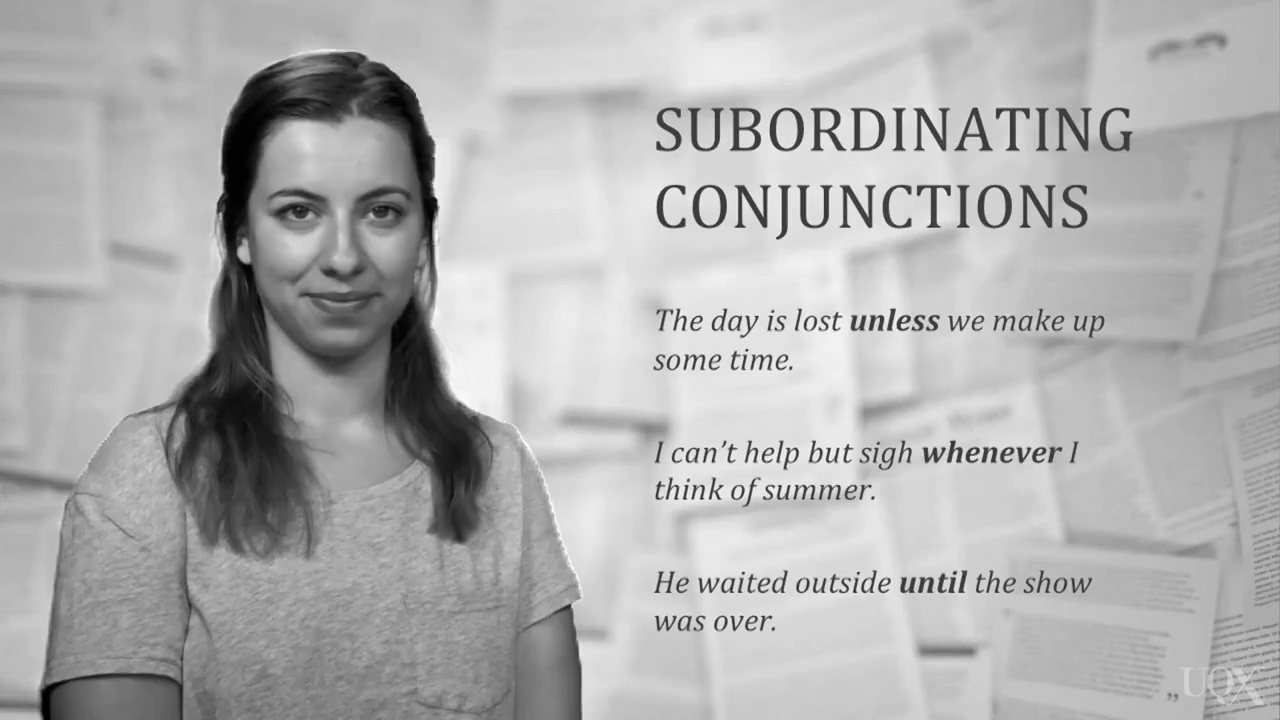 SUBORDINATING
CONJUNCTIONS
The day is lost unless we make up
some time.
I can’t help but sigh whenever I
think of summer.
He waited outside until the show
was over.
UQX